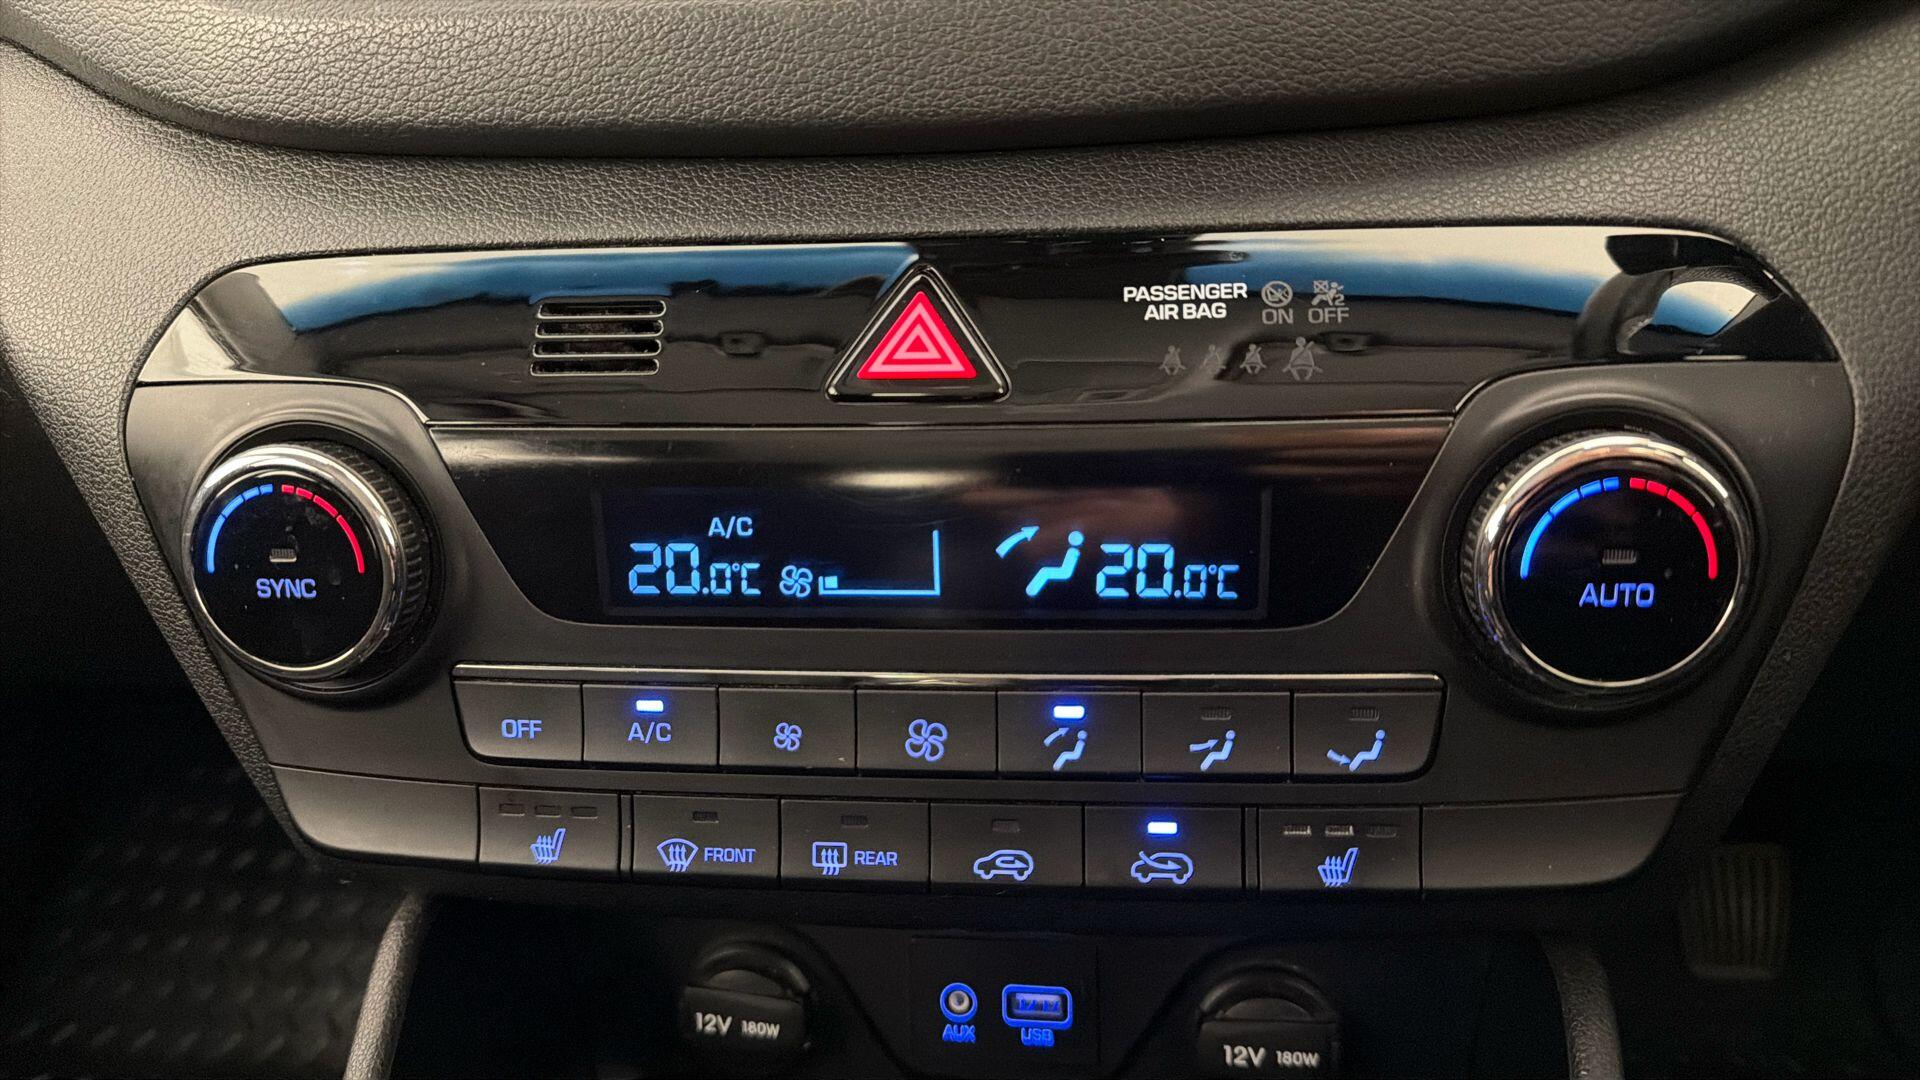 PASSENGER
AIR BAG
ON
OFF
2
A/C
20.0°C
20.0°C
SYNC
AUTO
OFF
A/C
FRONT
REAR
12V 180W
AUX
USB
12V 180W